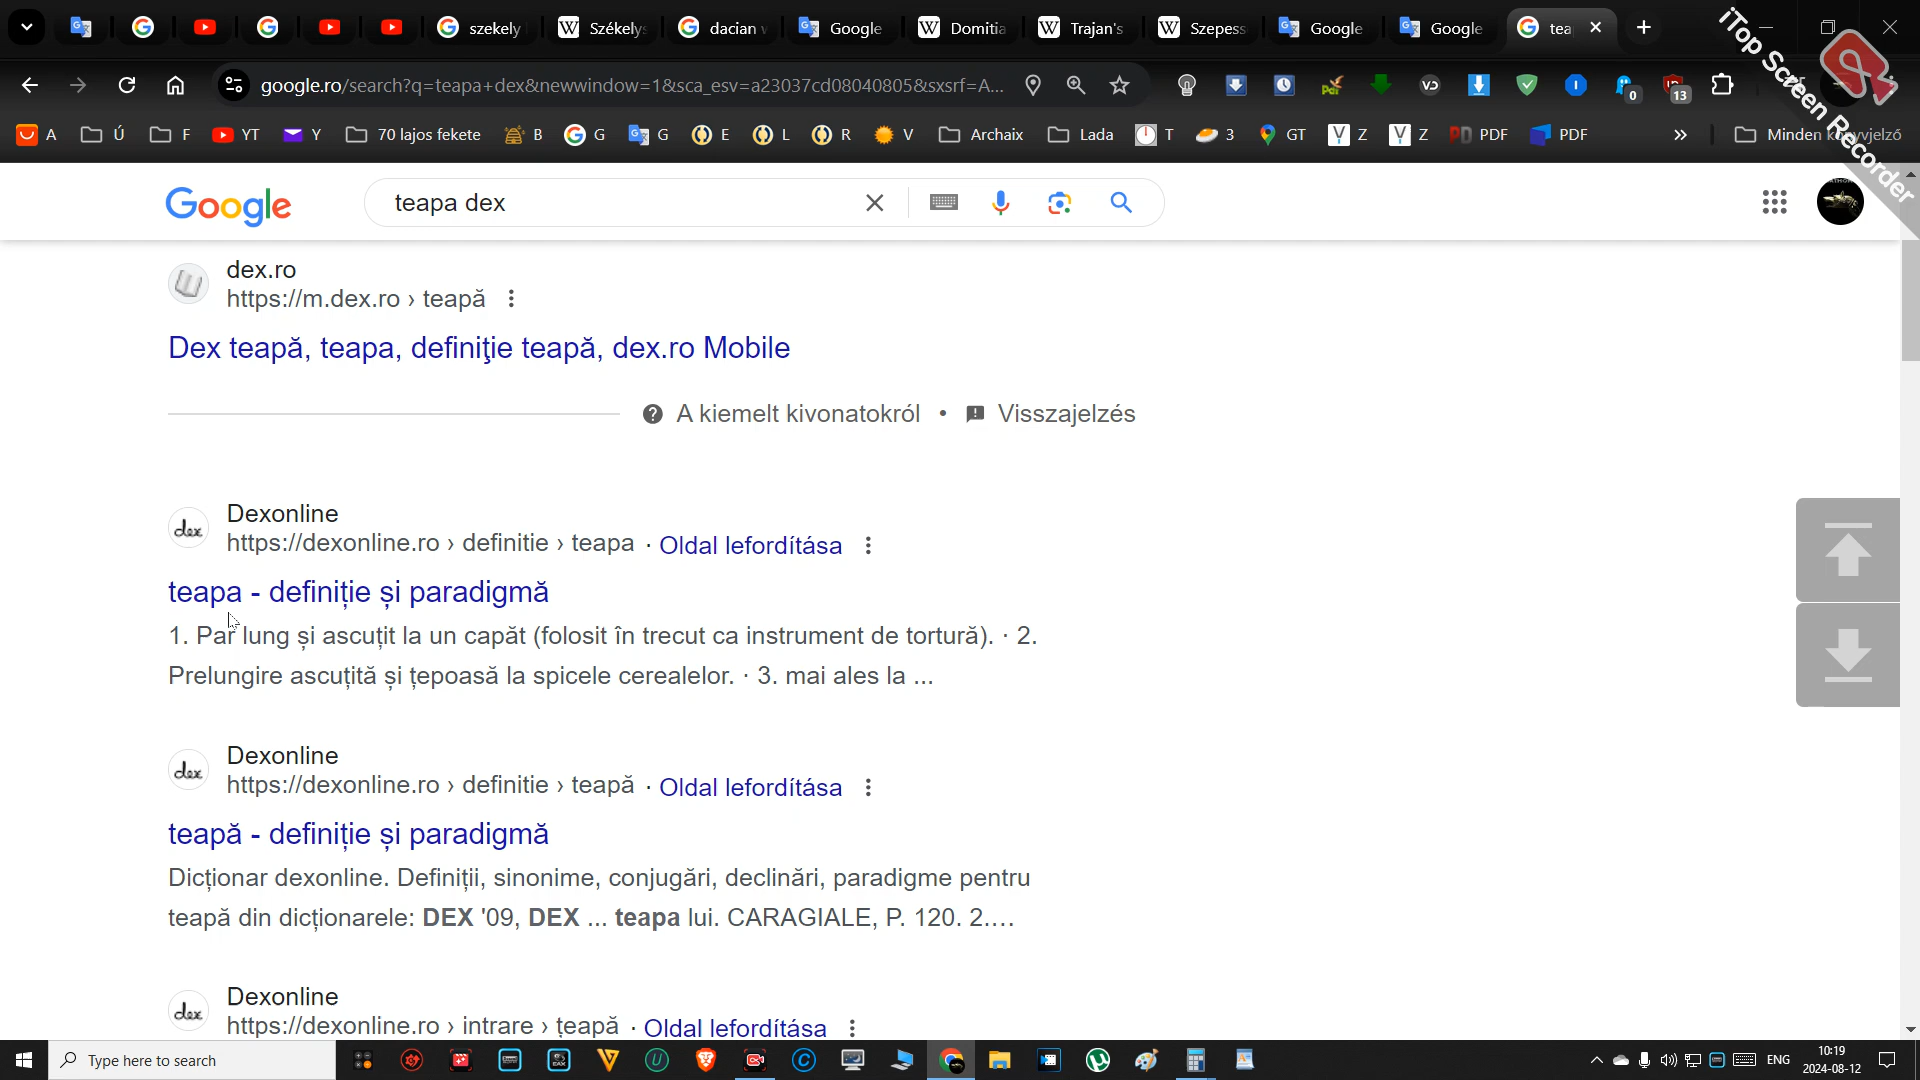 szekely
Székelys
dacian w
Google
Domitia
Trajan's
Szepess
Google
Google
tea
google.ro/search?q=teapa+dex&newwindow=1&sca_esv=a23037cd08040805&sxsrf=A...
0
13
A
Ú
F
YT
Y
70 lajos fekete
B
G
G
E
L
R
V
Archaix
Lada
T
3
GT
Z
Z
PDF
PDF
»
Minden könyvjelző
iTop Screen Recorder
Google
teapa dex
dex.ro
https://m.dex.ro › teapă
Dex teapă, teapa, definiţie teapă, dex.ro Mobile
A kiemelt kivonatokról • Visszajelzés
Dexonline
https://dexonline.ro › definitie › teapa · Oldal lefordítása
teapa - definiție și paradigmă
1. Par lung și ascuțit la un capăt (folosit în trecut ca instrument de tortură). · 2.
Prelungire ascuțită și țepoasă la spicele cerealelor. · 3. mai ales la ...
Dexonline
https://dexonline.ro › definitie › teapă · Oldal lefordítása
teapă - definiție și paradigmă
Dicționar dexonline. Definiții, sinonime, conjugări, declinări, paradigme pentru
teapă din dicționarele: DEX '09, DEX ... teapa lui. CARAGIALE, P. 120. 2....
Dexonline
https://dexonline.ro › intrare › țeapă · Oldal lefordítása
Type here to search
ENG
10:19
2024-08-12